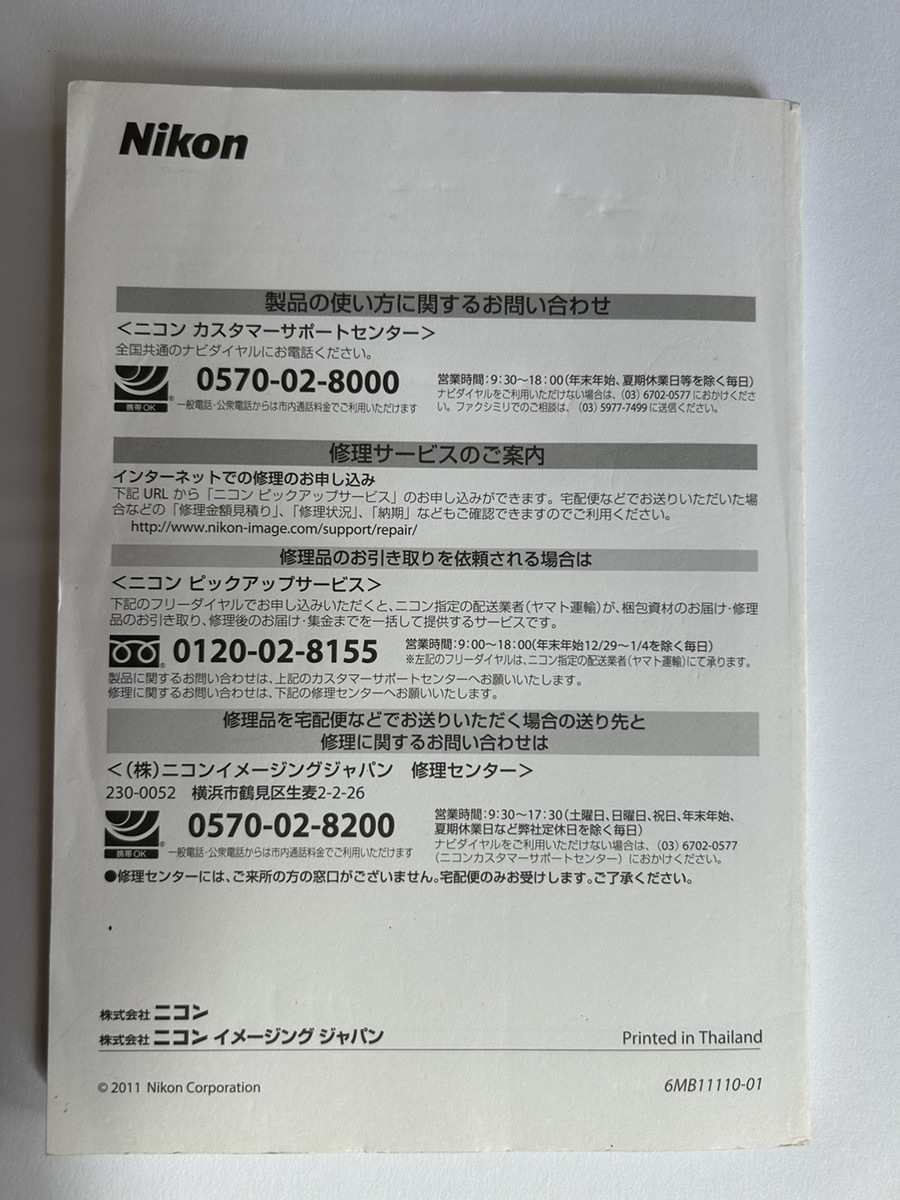 Nikon
製品の使い方に関するお問い合わせ
＜ニコン カスタマーサポートセンター＞
全国共通のナビダイヤルにお電話ください。
携帯OK
0570-02-8000
一般電話・公衆電話からは市内通話料金でご利用いただけます
営業時間：9:30～18:00（年末年始、夏期休業日等を除く毎日）
ナビダイヤルをご利用いただけない場合は、（03）6702-0577におかけくださ
い。ファクシミリでのご相談は、（03）5977-7499に送信ください。
修理サービスのご案内
インターネットでの修理のお申し込み
下記 URL から「ニコン ピックアップサービス」のお申し込みができます。宅配便などでお送りいただいた場
合などの「修理金額見積り」、「修理状況」、「納期」などもご確認できますのでご利用ください。
http://www.nikon-image.com/support/repair/
修理品のお引き取りを依頼される場合は
＜ニコン ピックアップサービス＞
下記のフリーダイヤルでお申し込みいただくと、ニコン指定の配送業者（ヤマト運輸）が、梱包資材のお届け・修理
品のお引き取り、修理後のお届け・集金までを一括して提供するサービスです。
0120-02-8155
営業時間：9:00～18:00（年末年始12/29～1/4を除く毎日）
※左記のフリーダイヤルは、ニコン指定の配送業者（ヤマト運輸）にて承ります。
製品に関するお問い合わせは、上記のカスタマーサポートセンターへお願いいたします。
修理に関するお問い合わせは、下記の修理センターへお願いいたします。
修理品を宅配便などでお送りいただく場合の送り先と
修理に関するお問い合わせは
＜（株）ニコンイメージングジャパン　修理センター＞
230-0052　横浜市鶴見区生麦2-2-26
携帯OK
0570-02-8200
一般電話・公衆電話からは市内通話料金でご利用いただけます
営業時間：9:30～17:30（土曜日、日曜日、祝日、年末年始、
夏期休業日など弊社定休日を除く毎日）
ナビダイヤルをご利用いただけない場合は、（03）6702-0577
（ニコンカスタマーサポートセンター）におかけください。
●修理センターには、ご来所の方の窓口がございません。宅配便のみお受けします。ご了承ください。
株式会社 ニコン
株式会社 ニコン イメージング ジャパン
Printed in Thailand
© 2011 Nikon Corporation
6MB11110-01